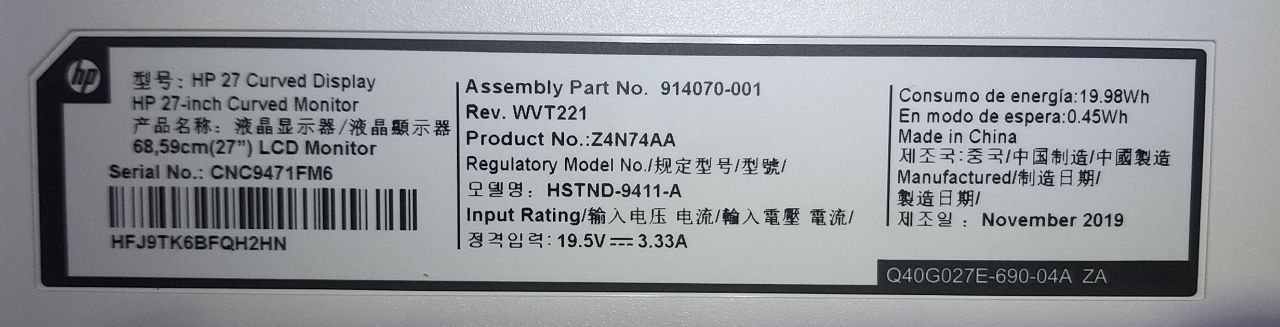 hp
型号: HP 27 Curved Display
HP 27-inch Curved Monitor
产品名称: 液晶显示器/液晶顯示器
68,59cm(27") LCD Monitor
Serial No.: CNC9471FM6
HFJ9TK6BFQH2HN
Assembly Part No. 914070-001
Rev. WVT221
Product No.:Z4N74AA
Regulatory Model No./规定型号/型號/
모델명: HSTND-9411-A
Input Rating/输入电压 电流/輸入電壓 電流/
정격입력: 19.5V⎓3.33A
Consumo de energía:19.98Wh
En modo de espera:0.45Wh
Made in China
제조국:중국/中国制造/中國製造
Manufactured/制造日期/
製造日期/
제조일 : November 2019
Q40G027E-690-04A ZA